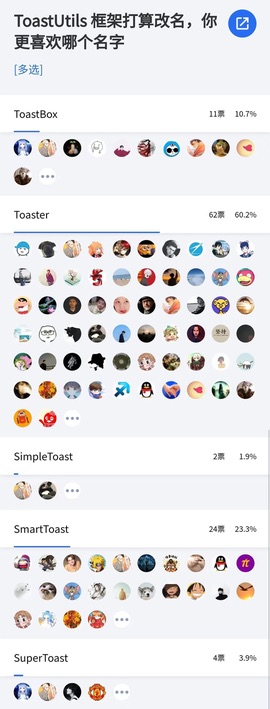 ToastUtils 框架打算改名，你
更喜欢哪个名字
[多选]
ToastBox 11票 10.7%
Toaster 62票 60.2%
SimpleToast 2票 1.9%
SmartToast 24票 23.3%
SuperToast 4票 3.9%